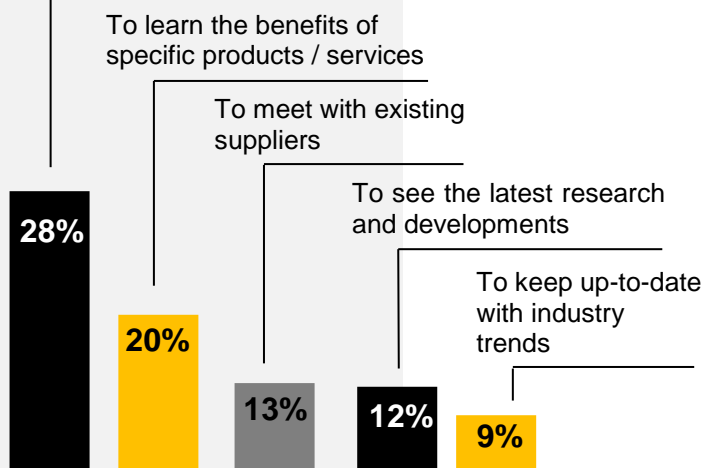 To learn the benefits of
specific products / services
To meet with existing
suppliers
To see the latest research
and developments
To keep up-to-date
with industry
trends
28%
20%
13%
12%
9%